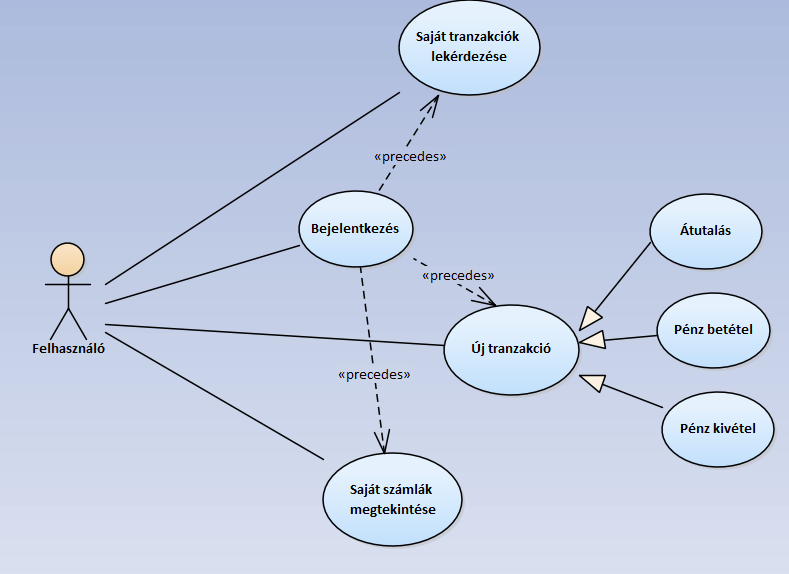 Saját tranzakciók
lekérdezése
«precedes»
Bejelentkezés
Átutalás
«precedes»
Felhasználó
Új tranzakció
Pénz betétel
«precedes»
Pénz kivétel
Saját számlák
megtekintése